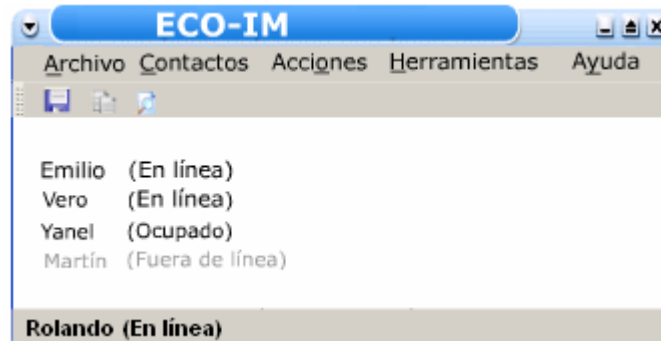 ECO-IM
Archivo Contactos Acciones Herramientas Ayuda
Emilio (En línea)
Vero (En línea)
Yanel (Ocupado)
Martín (Fuera de línea)
Rolando (En línea)